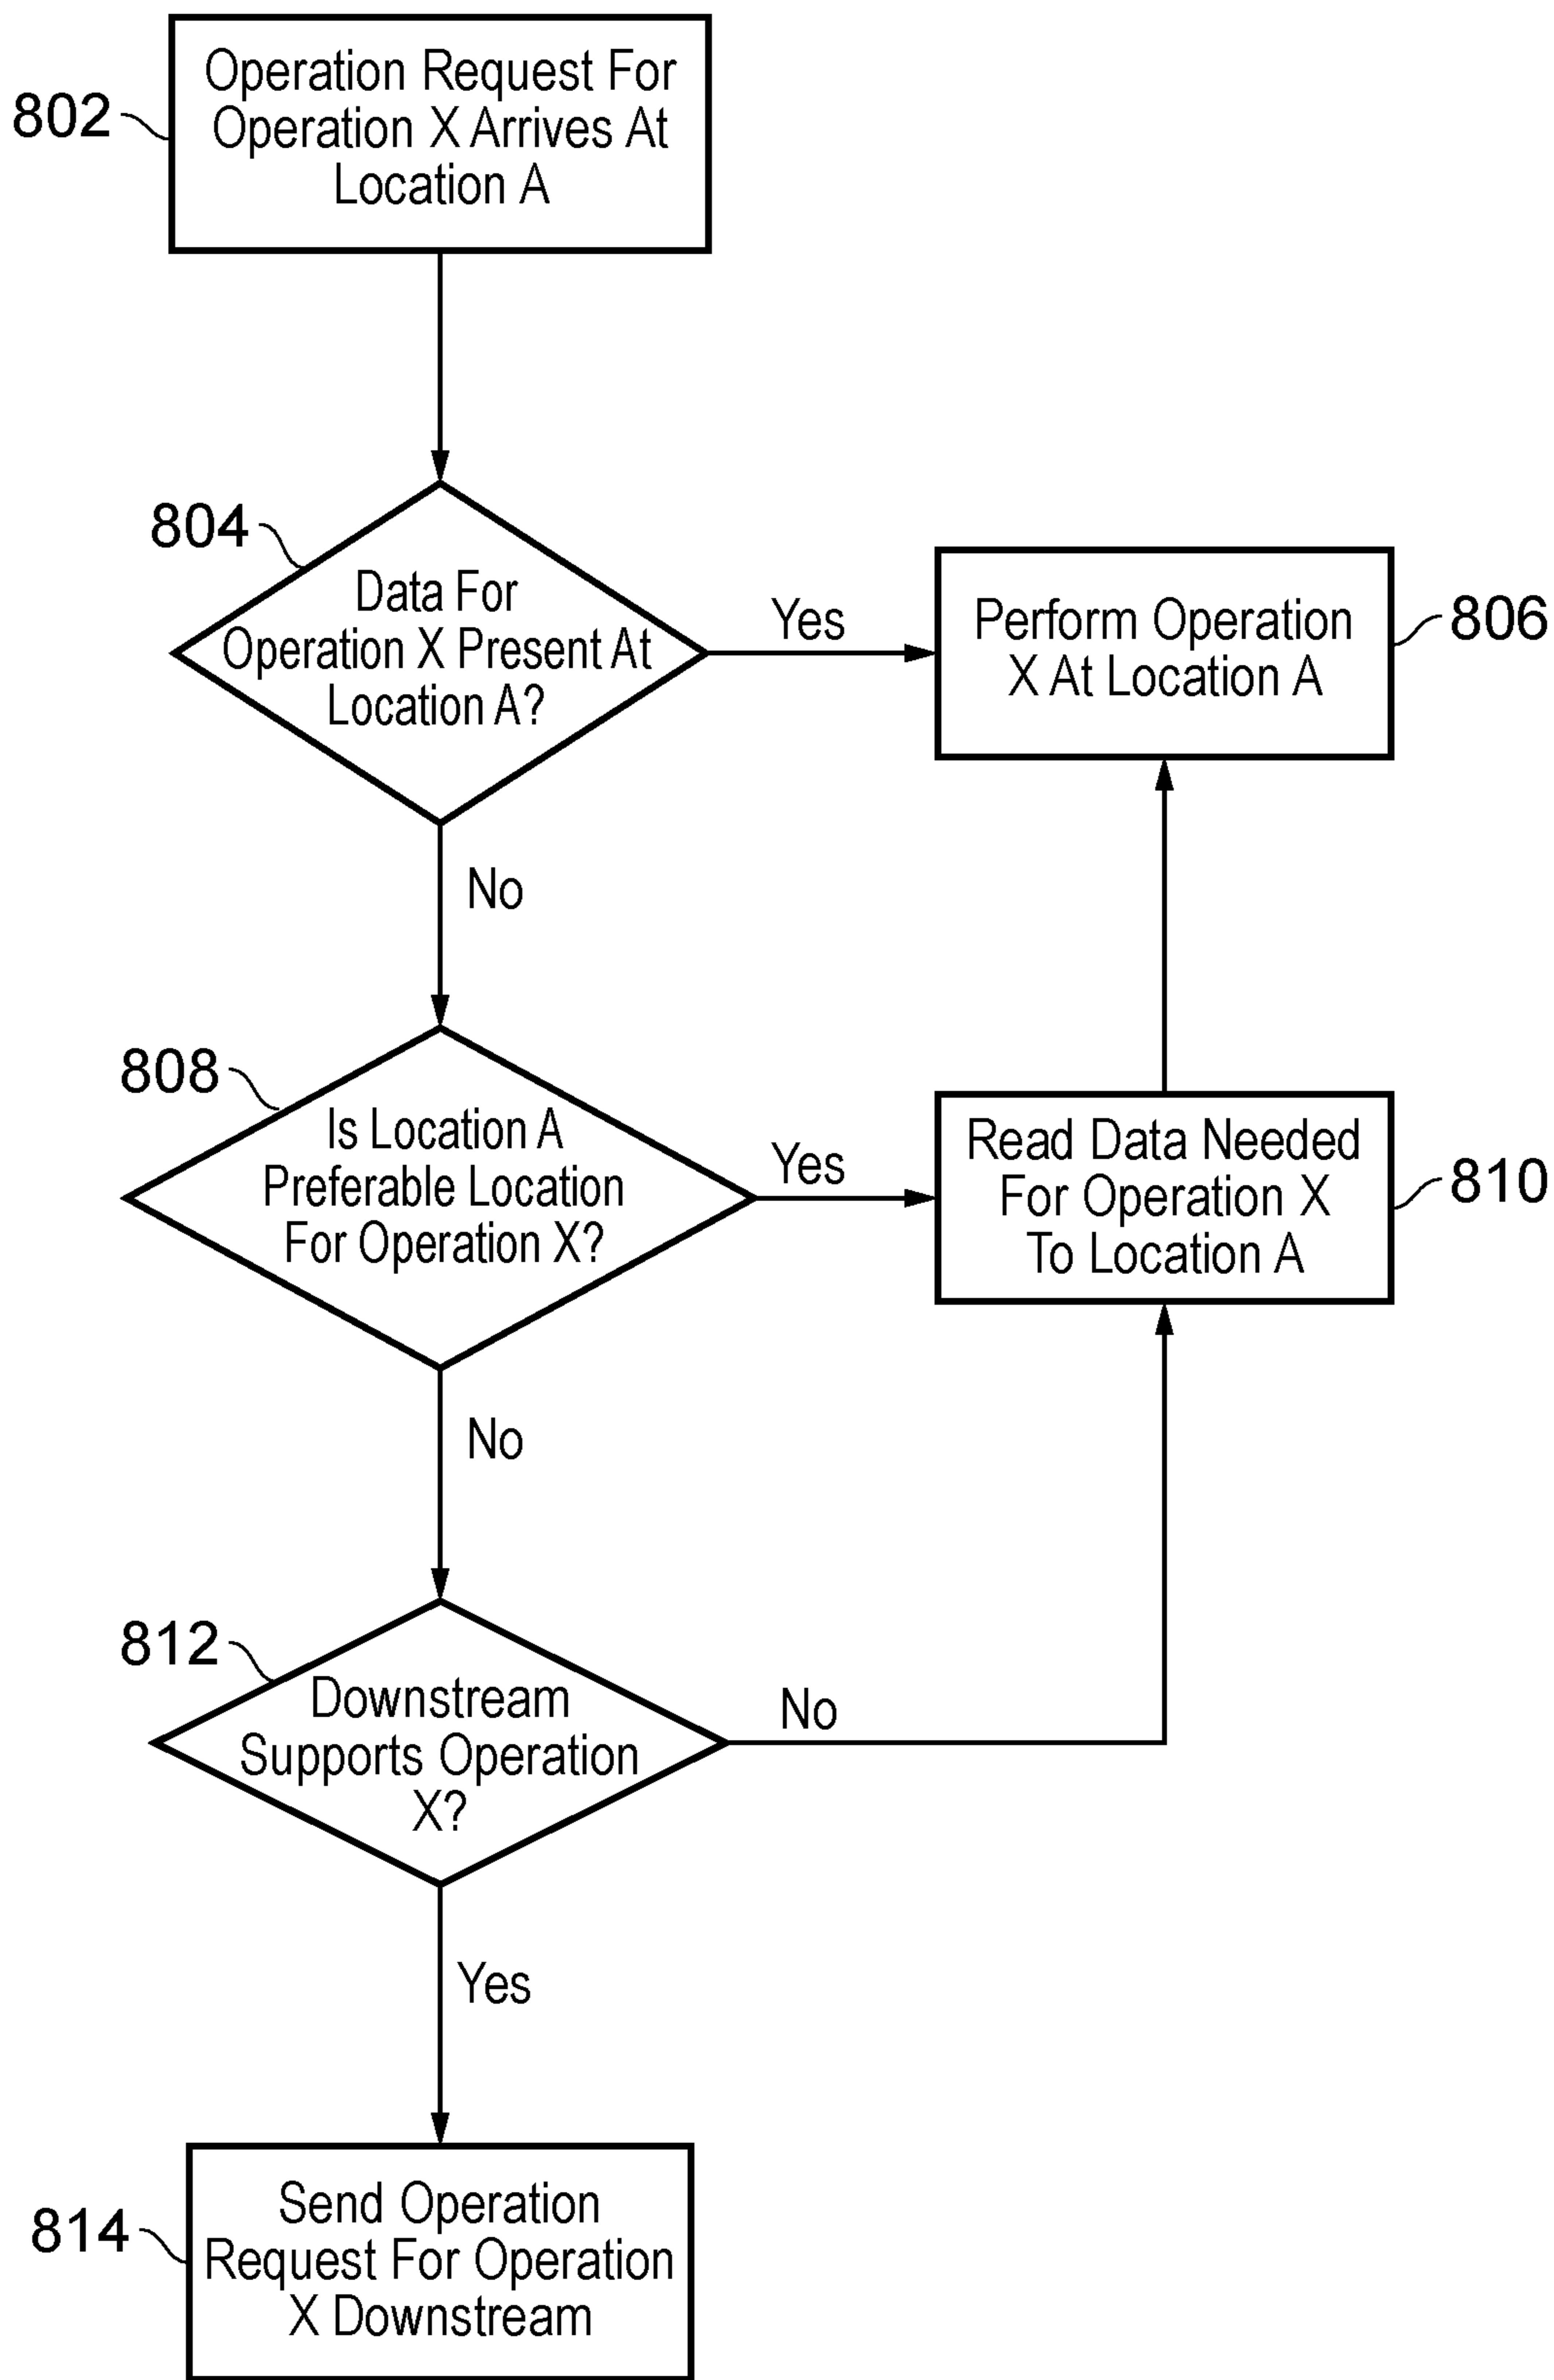 802
Operation Request For
Operation X Arrives At
Location A
804
Data For
Operation X Present At
Location A?
Yes
Perform Operation
X At Location A
806
No
808
Is Location A
Preferable Location
For Operation X?
Yes
Read Data Needed
For Operation X
To Location A
810
No
812
Downstream
Supports Operation
X?
No
Yes
814
Send Operation
Request For Operation
X Downstream